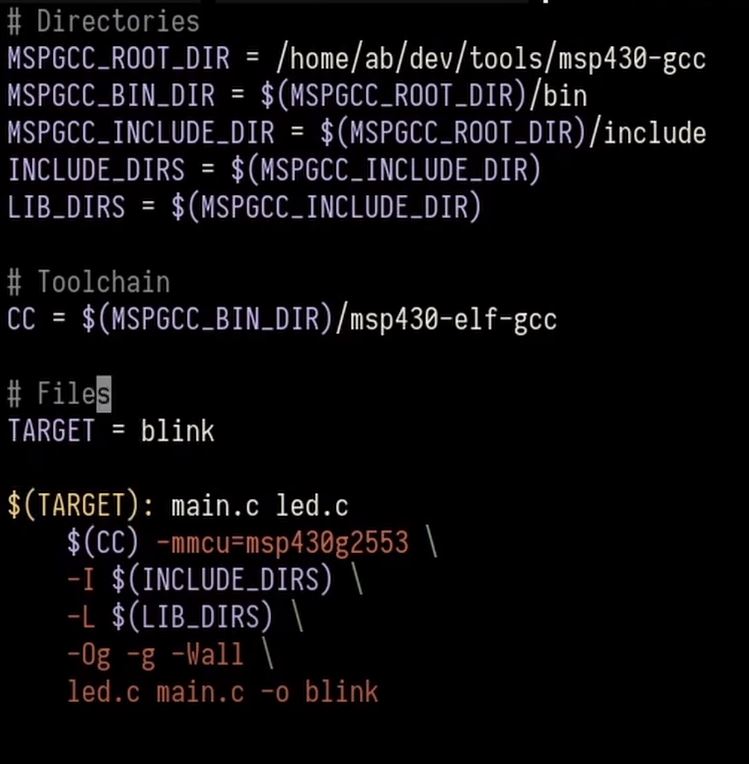 # Directories
MSPGCC_ROOT_DIR = /home/ab/dev/tools/msp430-gcc
MSPGCC_BIN_DIR = $(MSPGCC_ROOT_DIR)/bin
MSPGCC_INCLUDE_DIR = $(MSPGCC_ROOT_DIR)/include
INCLUDE_DIRS = $(MSPGCC_INCLUDE_DIR)
LIB_DIRS = $(MSPGCC_INCLUDE_DIR)

# Toolchain
CC = $(MSPGCC_BIN_DIR)/msp430-elf-gcc

# Files
TARGET = blink

$(TARGET): main.c led.c
    $(CC) -mmcu=msp430g2553 \
    -I $(INCLUDE_DIRS) \
    -L $(LIB_DIRS) \
    -Og -g -Wall \
    led.c main.c -o blink